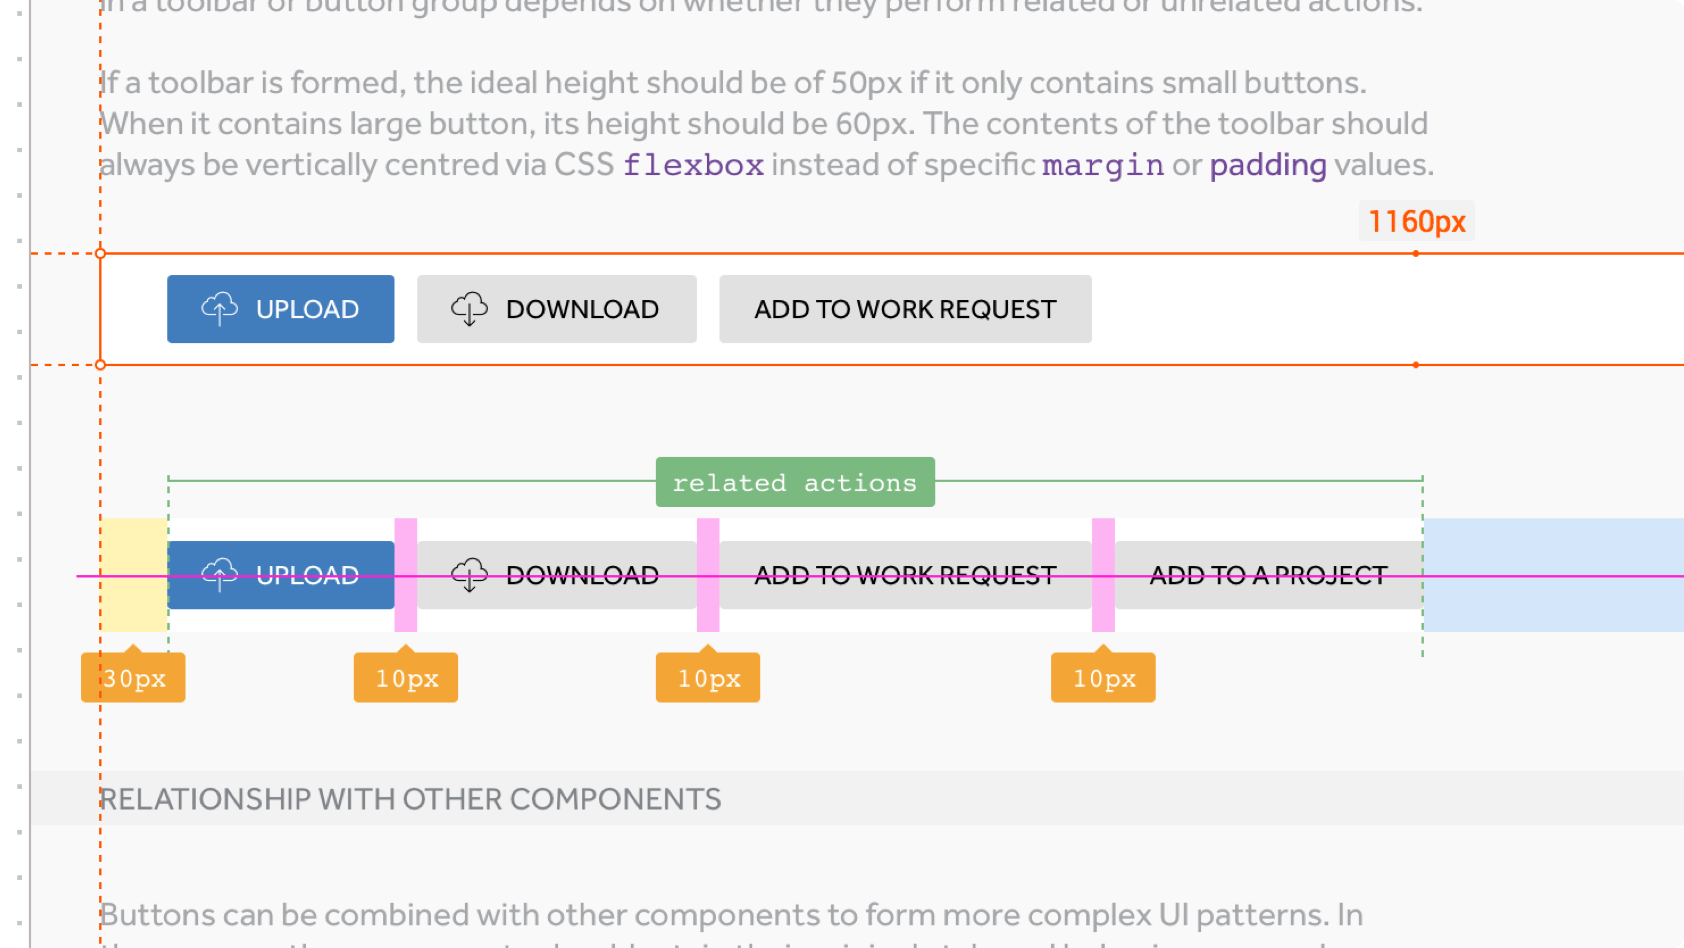 In a toolbar or button group depends on whether they perform related or unrelated actions.
If a toolbar is formed, the ideal height should be of 50px if it only contains small buttons.
When it contains large button, its height should be 60px. The contents of the toolbar should
always be vertically centred via CSS flexbox instead of specific margin or padding values.
1160px
UPLOAD DOWNLOAD ADD TO WORK REQUEST
related actions
UPLOAD DOWNLOAD ADD TO WORK REQUEST ADD TO A PROJECT
30px 10px 10px 10px
RELATIONSHIP WITH OTHER COMPONENTS
Buttons can be combined with other components to form more complex UI patterns. In